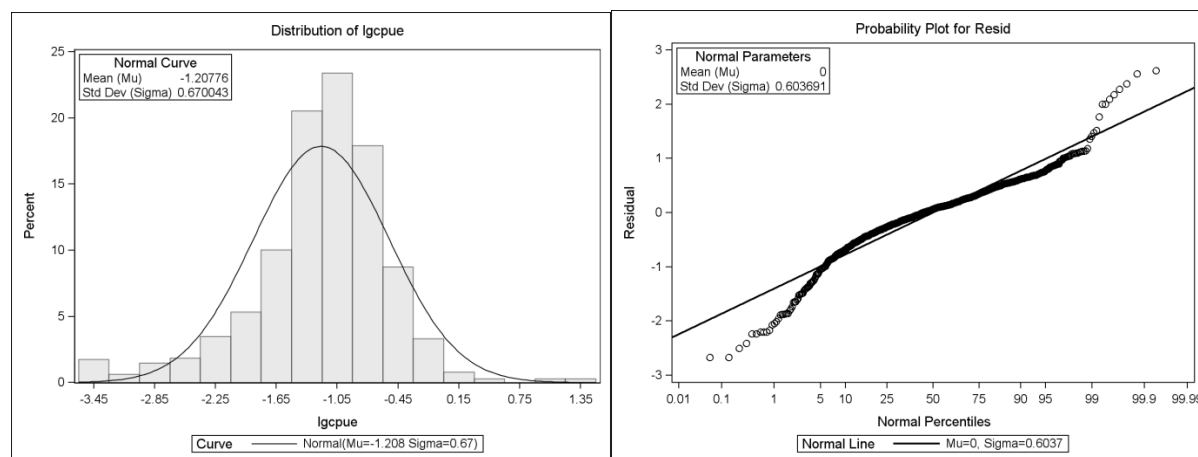 Distribution of lgcpue
Normal Curve
Mean (Mu) -1.20776
Std Dev (Sigma) 0.670043
25
20
15
10
5
0
Percent
-3.45 -2.85 -2.25 -1.65 -1.05 -0.45 0.15 0.75 1.35
lgcpue
Curve Normal(Mu=-1.208 Sigma=0.67)
Probability Plot for Resid
Normal Parameters
Mean (Mu) 0
Std Dev (Sigma) 0.603691
3
2
1
0
-1
-2
-3
Residual
0.01 0.1 1 5 10 25 50 75 90 95 99 99.9 99.99
Normal Percentiles
Normal Line Mu=0, Sigma=0.6037